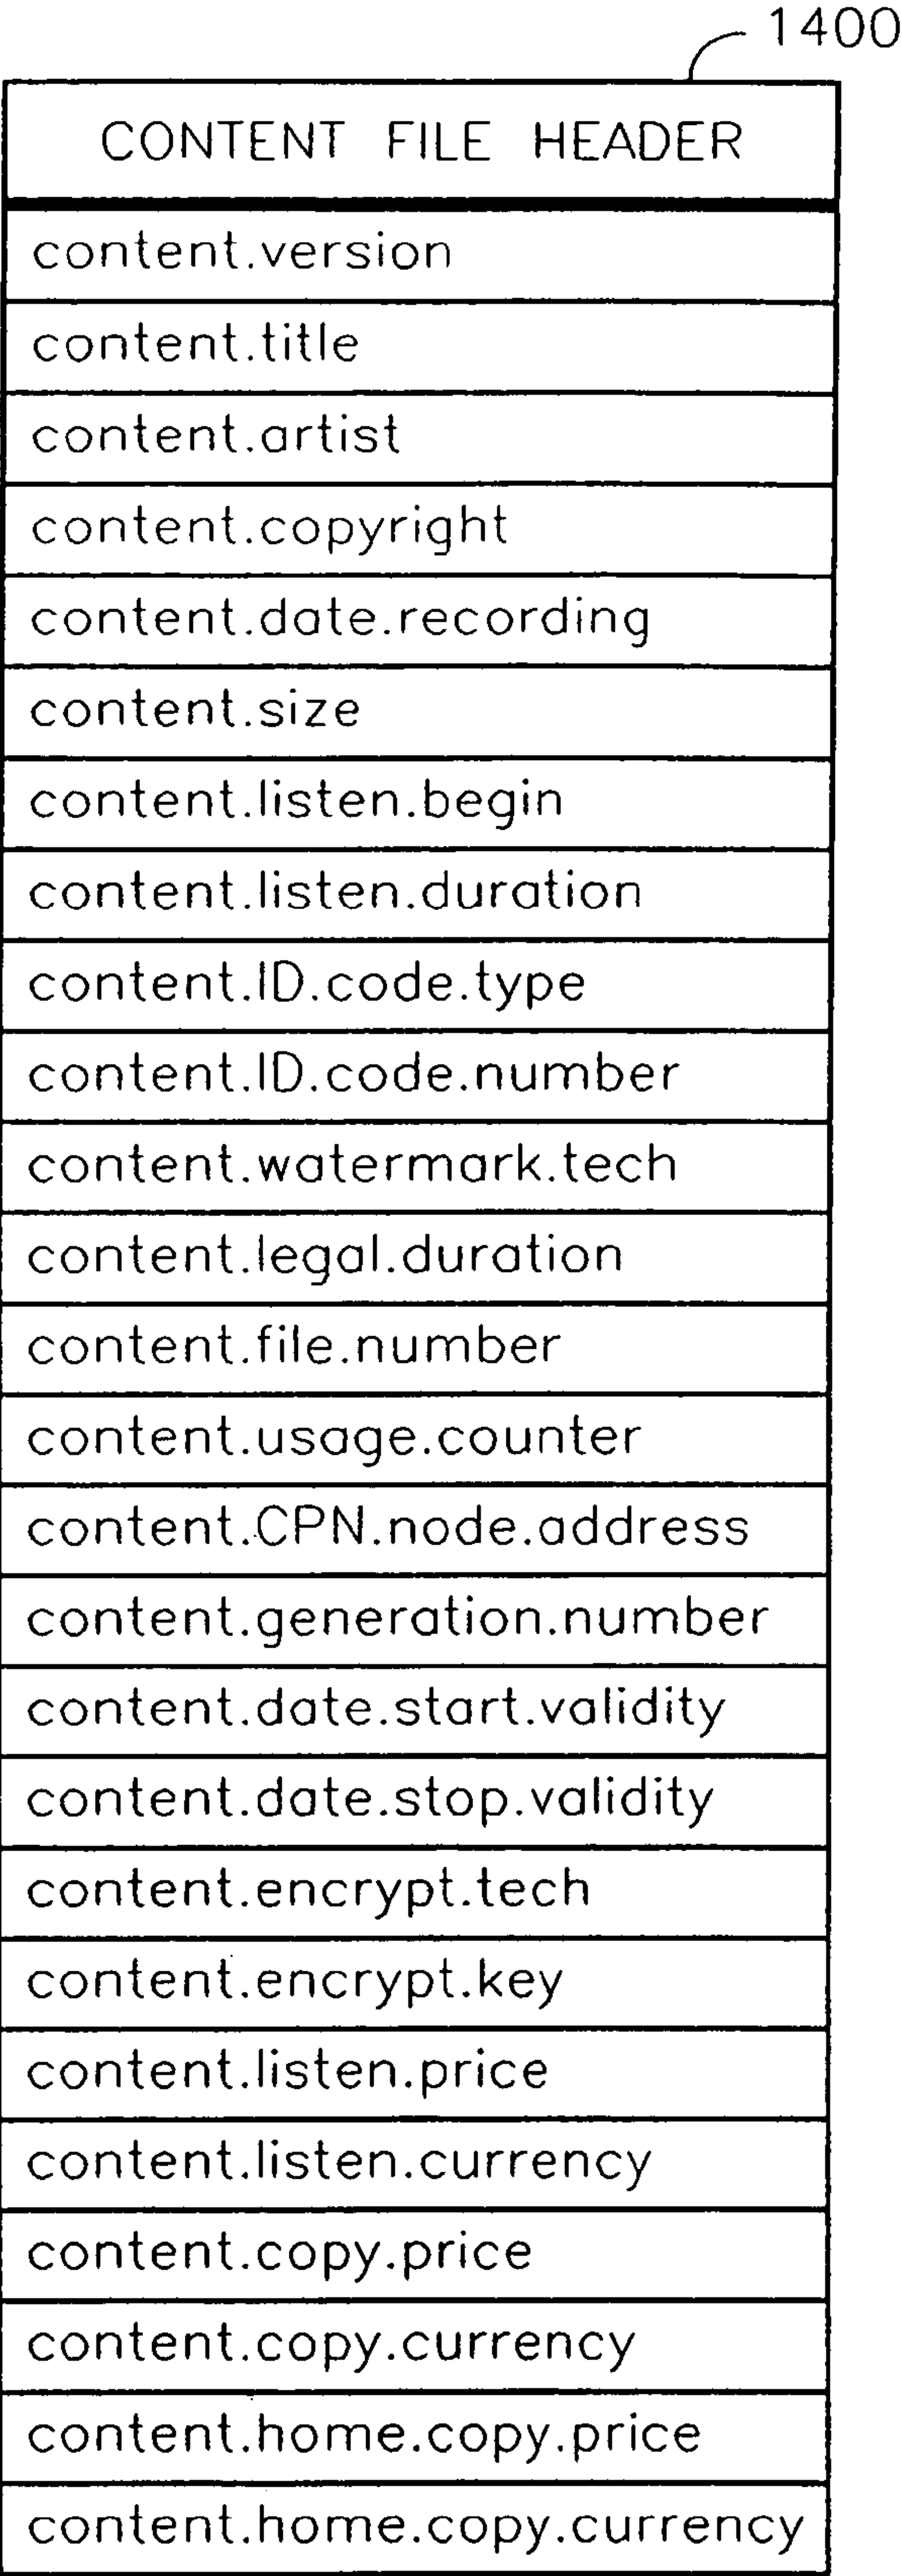 1400
CONTENT FILE HEADER
content.version
content.title
content.artist
content.copyright
content.date.recording
content.size
content.listen.begin
content.listen.duration
content.ID.code.type
content.ID.code.number
content.watermark.tech
content.legal.duration
content.file.number
content.usage.counter
content.CPN.node.address
content.generation.number
content.date.start.validity
content.date.stop.validity
content.encrypt.tech
content.encrypt.key
content.listen.price
content.listen.currency
content.copy.price
content.copy.currency
content.home.copy.price
content.home.copy.currency